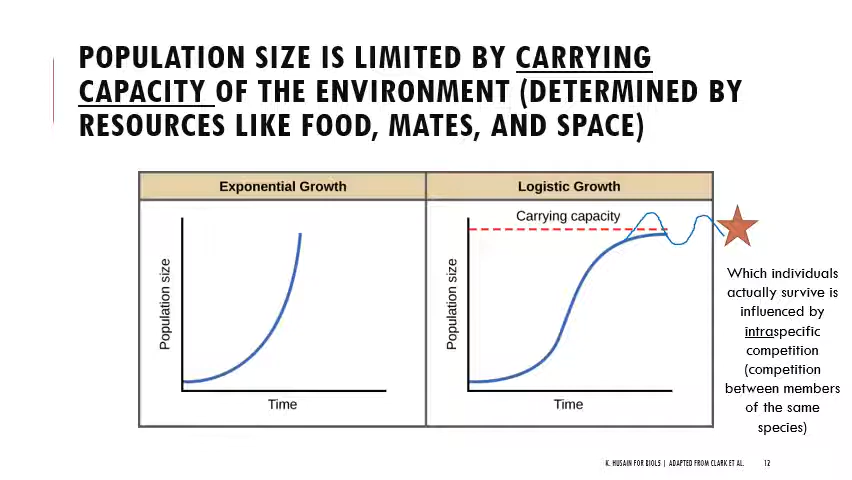 POPULATION SIZE IS LIMITED BY CARRYING
CAPACITY OF THE ENVIRONMENT (DETERMINED BY
RESOURCES LIKE FOOD, MATES, AND SPACE)
Exponential Growth
Population size
Time
Logistic Growth
Carrying capacity
Population size
Time
Which individuals
actually survive is
influenced by
intraspecific
competition
(competition
between members
of the same
species)
K. HUSAIN FOR BIOLS | ADAPTED FROM CLARK ET AL.
12